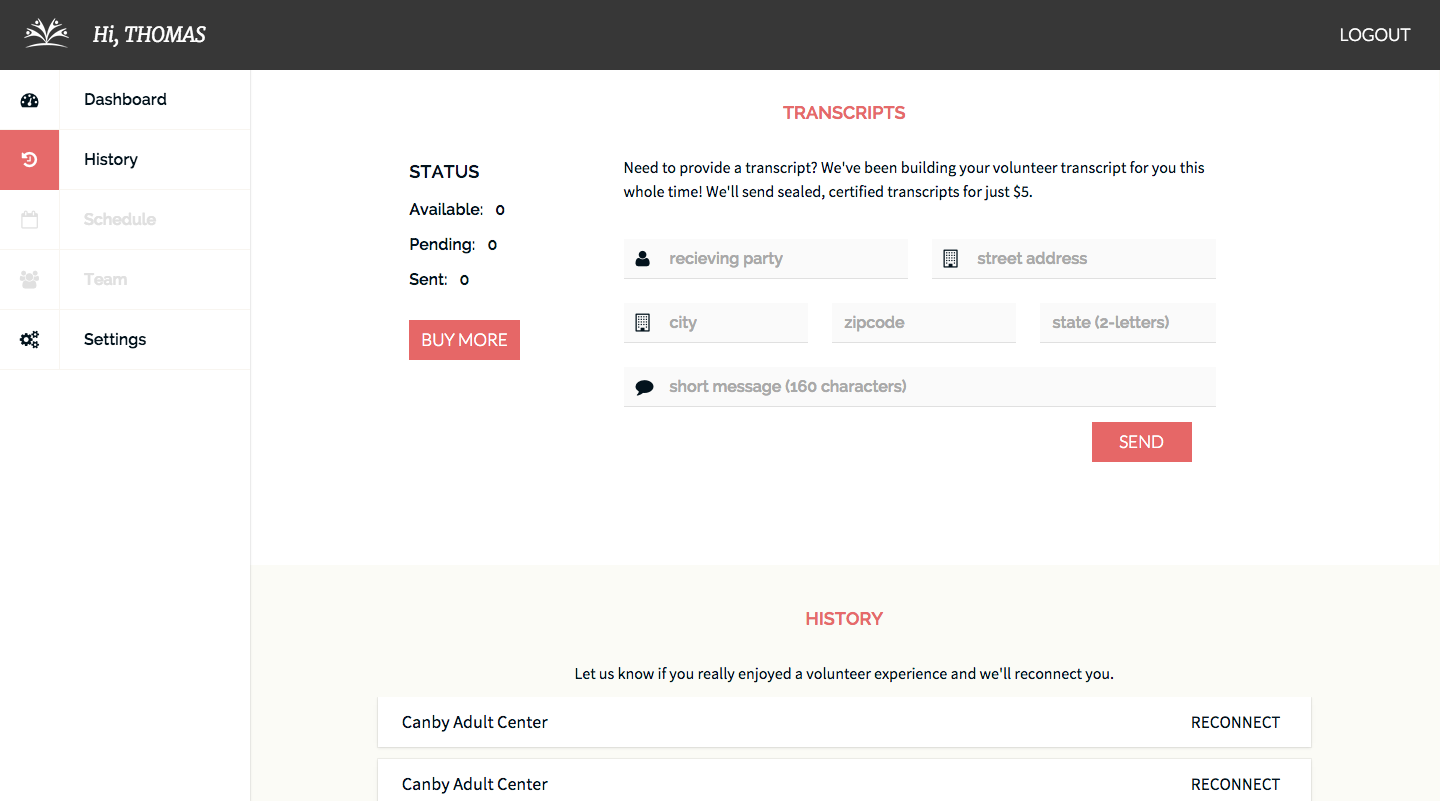 Hi, THOMAS
LOGOUT
Dashboard
History
Schedule
Team
Settings
TRANSCRIPTS
STATUS
Available: 0
Pending: 0
Sent: 0
BUY MORE
Need to provide a transcript? We've been building your volunteer transcript for you this
whole time! We'll send sealed, certified transcripts for just $5.
recieving party
street address
city
zipcode
state (2-letters)
short message (160 characters)
SEND
HISTORY
Let us know if you really enjoyed a volunteer experience and we'll reconnect you.
Canby Adult Center
RECONNECT
Canby Adult Center
RECONNECT